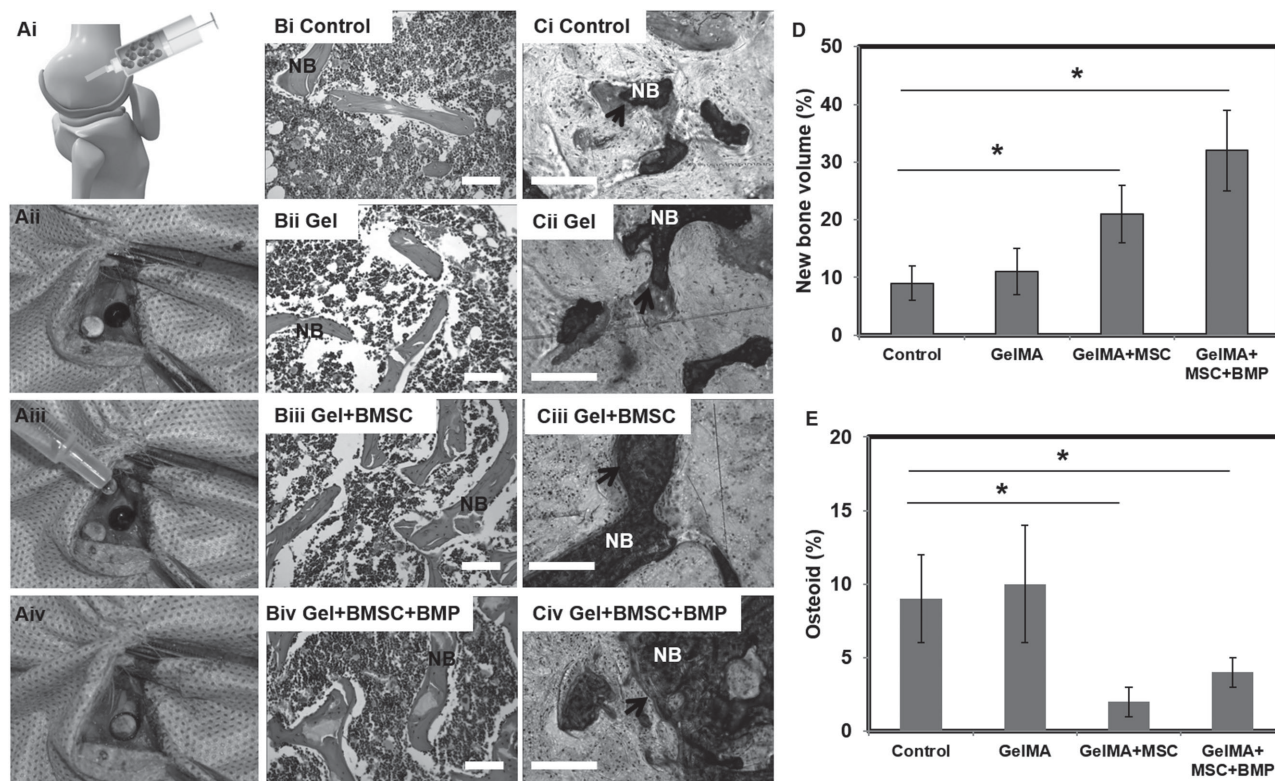 Ai
Bi Control
NB
Ci Control
NB
Aii
Bii Gel
NB
Cii Gel
NB
Aiii
Biii Gel+BMSC
NB
Ciii Gel+BMSC
NB
Aiv
Biv Gel+BMSC+BMP
NB
Civ Gel+BMSC+BMP
NB
D
New bone volume (%)
50
40
30
20
10
0
*
*
Control
GelMA
GelMA+MSC
GelMA+
MSC+BMP
E
Osteoid (%)
20
15
10
5
0
*
*
Control
GelMA
GelMA+MSC
GelMA+
MSC+BMP